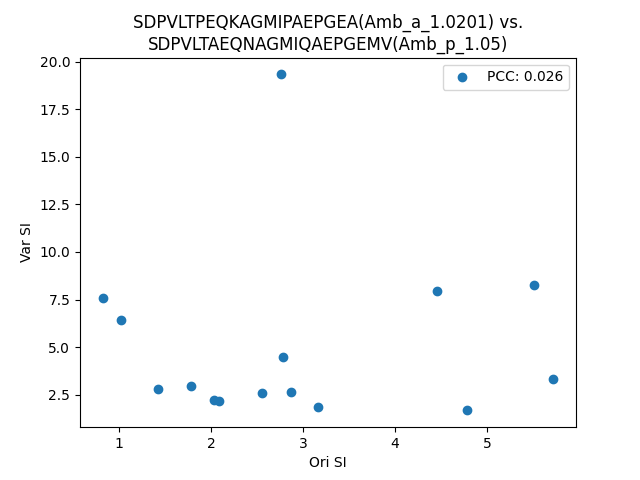 SDPVLTPEQKAGMIPAEPGEA(Amb_a_1.0201) vs.
SDPVLTAEQNAGMIQAEPGEMV(Amb_p_1.05)
PCC: 0.026
20.0
17.5
15.0
12.5
10.0
7.5
5.0
2.5
Var SI
1 2 3 4 5
Ori SI